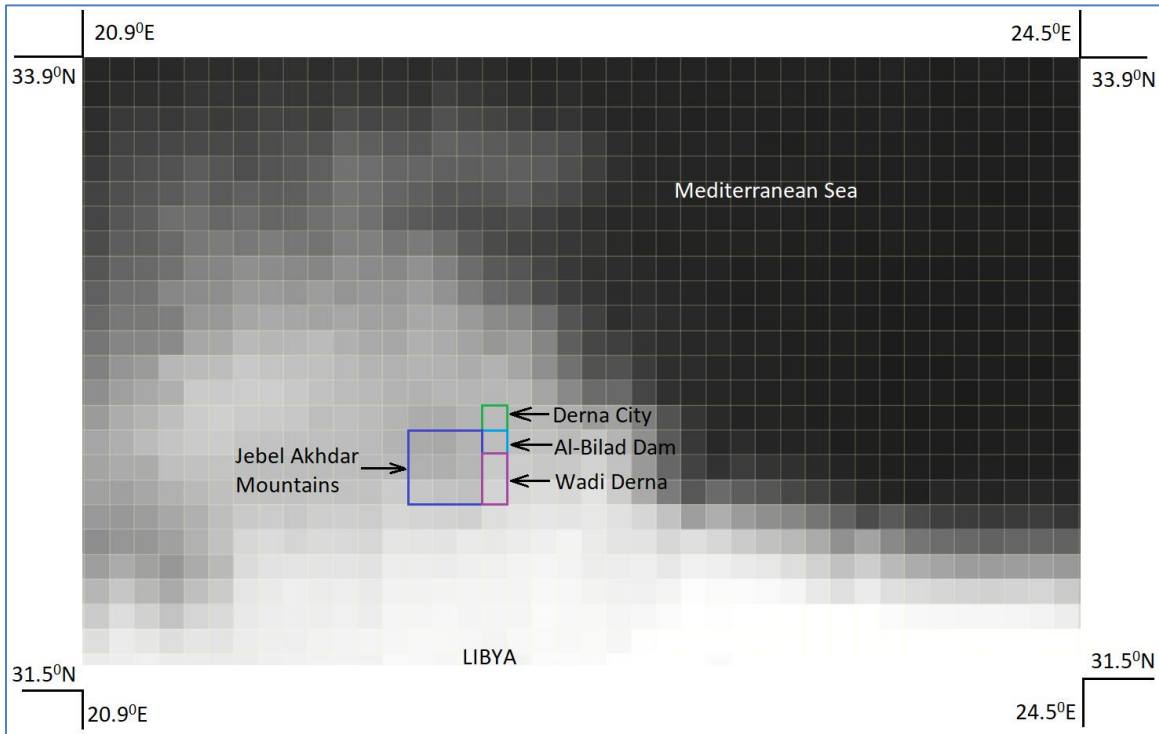 20.9⁰E
24.5⁰E
33.9⁰N
33.9⁰N
Mediterranean Sea
Derna City
Al-Bilad Dam
Jebel Akhdar
Mountains
Wadi Derna
LIBYA
31.5⁰N
31.5⁰N
20.9⁰E
24.5⁰E